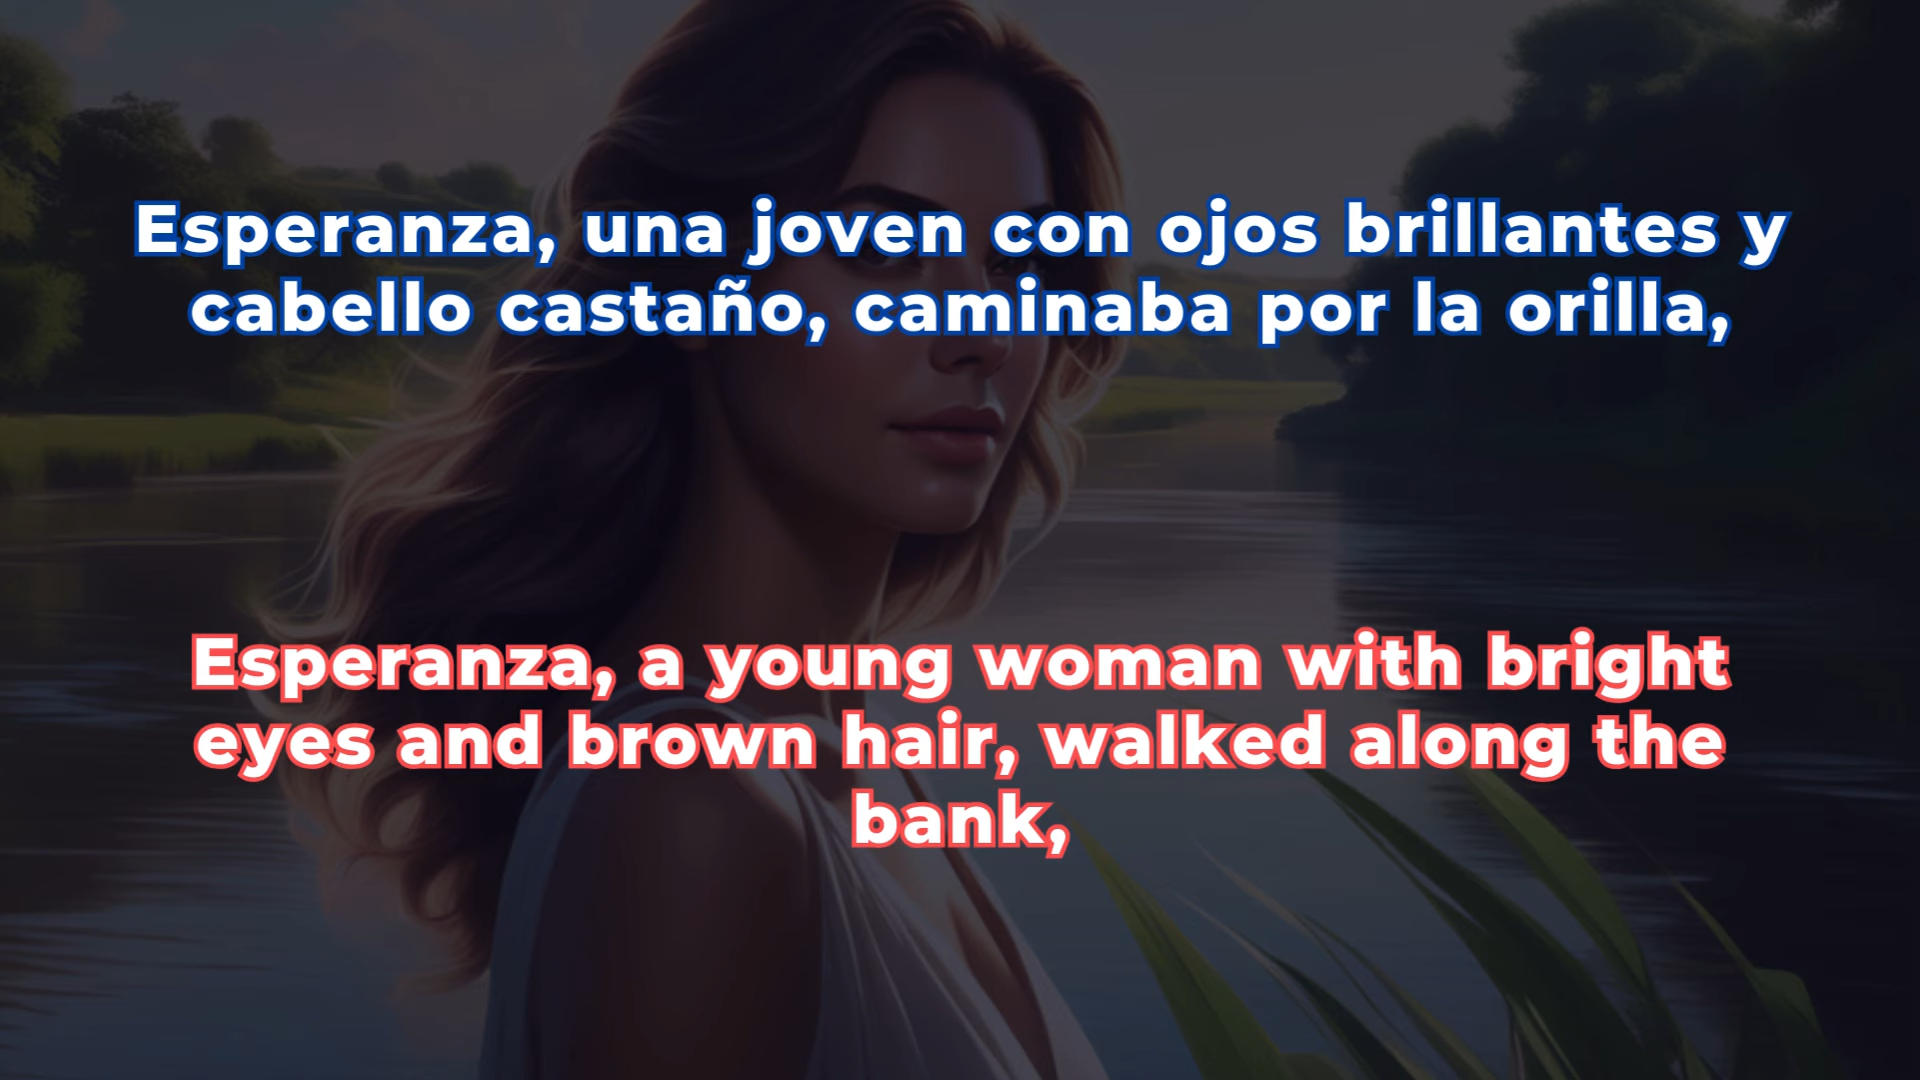 Esperanza, una joven con ojos brillantes y
cabello castaño, caminaba por la orilla,
Esperanza, a young woman with bright
eyes and brown hair, walked along the
bank,